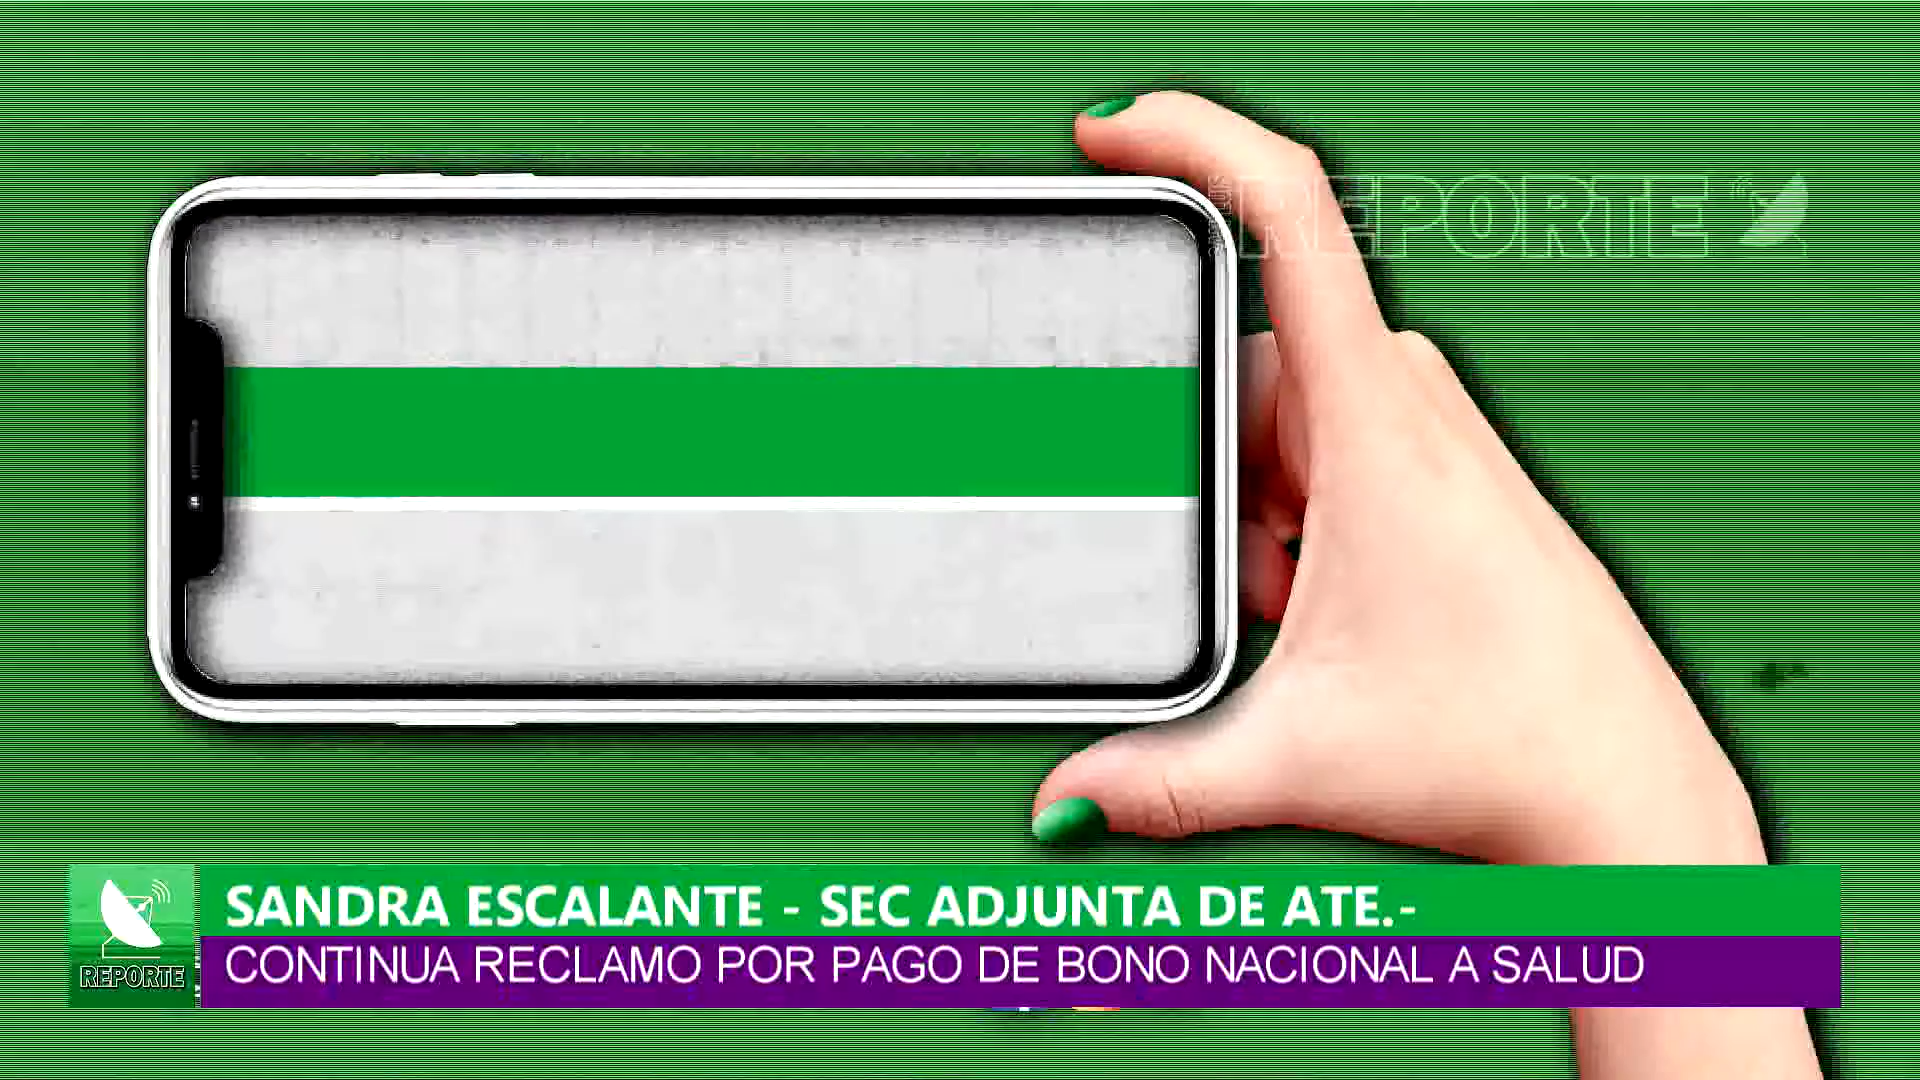 REPORTE
SANDRA ESCALANTE - SEC ADJUNTA DE ATE.-
CONTINUA RECLAMO POR PAGO DE BONO NACIONAL A SALUD
REPORTE